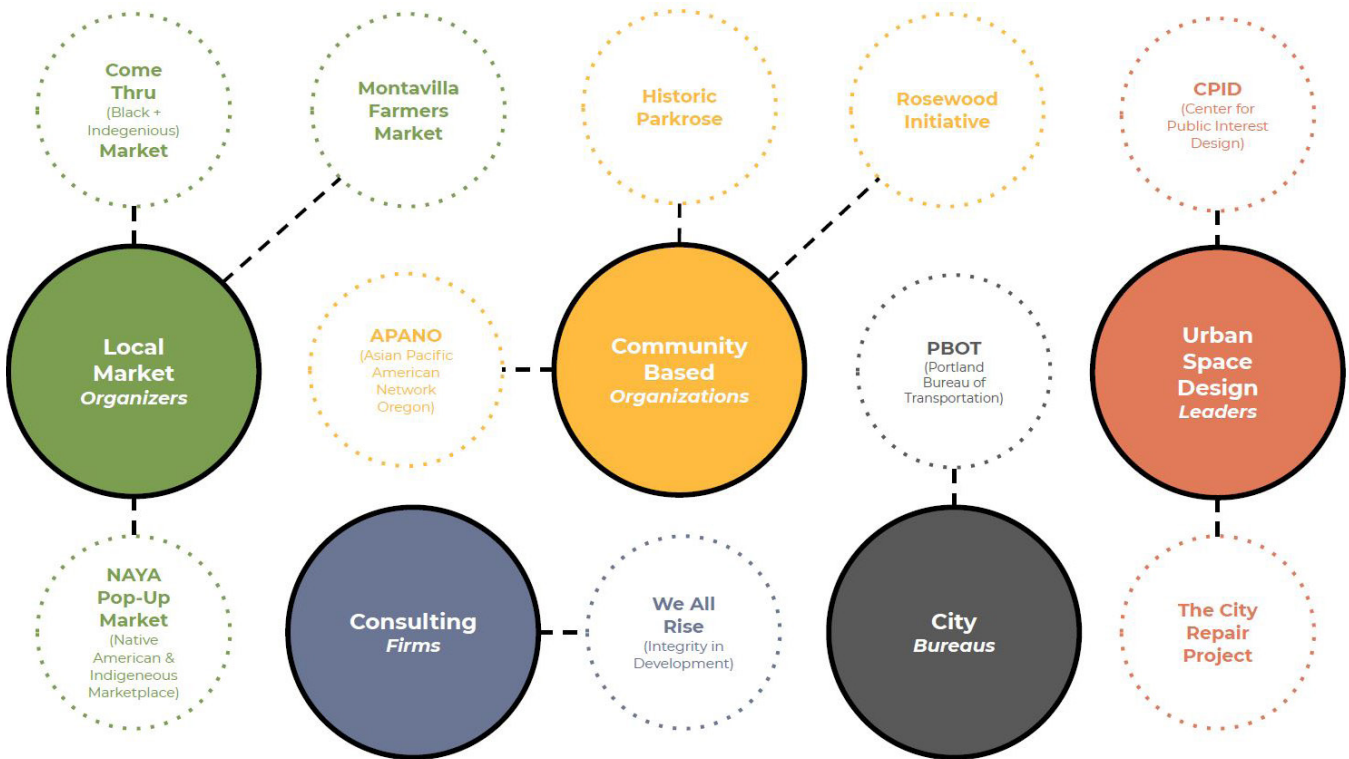 Come
Thru
(Black +
Indegenious)
Market
Montavilla
Farmers
Market
Historic
Parkrose
Rosewood
Initiative
CPID
(Center for
Public Interest
Design)
Local
Market
Organizers
APANO
(Asian Pacific
American
Network
Oregon)
Community
Based
Organizations
PBOT
(Portland
Bureau of
Transportation)
Urban
Space
Design
Leaders
NAYA
Pop-Up
Market
(Native
American &
Indigeneous
Marketplace)
Consulting
Firms
We All
Rise
(Integrity in
Development)
City
Bureaus
The City
Repair
Project